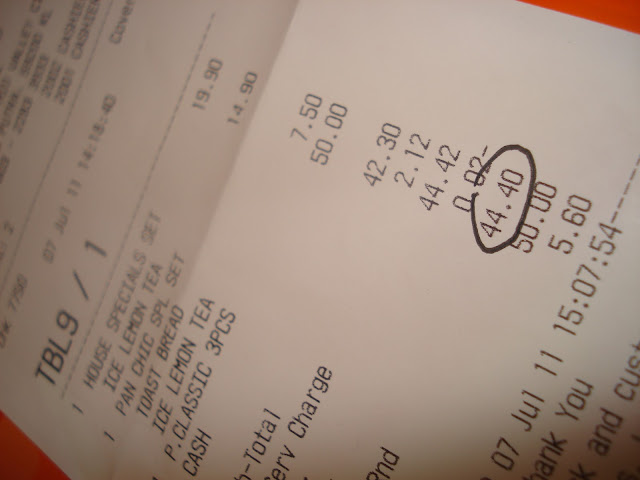 07 Jul 11 14:18:40
TBL9 / 1
1 HOUSE SPECIALS SET 19.90
ICE LEMON TEA
1 PAN CHIC SPL SET 14.90
TOAST BREAD
ICE LEMON TEA
P.CLASSIC 3PCS 7.50
CASH 50.00
b-Total 42.30
erv Charge 2.12
44.42
nd 0.02-
44.40
50.00
5.60
07 Jul 11 15:07:54-----
hank You
k and cust